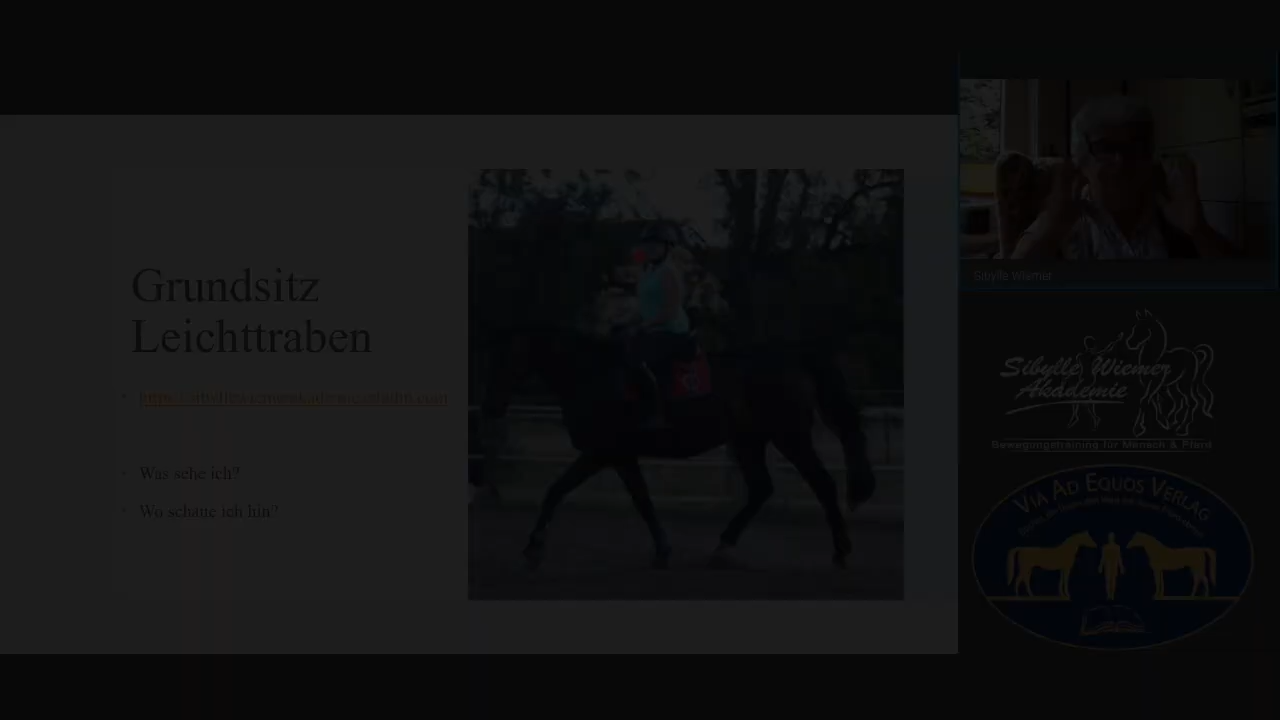 Grundsitz
Leichttraben
Was sehe ich?
Wo schaue ich hin?
Sibylle Wiemer
Sibylle Wiemer
Akademie
Bewegungstraining für Mensch & Pferd
VIA AD EQUOS VERLAG